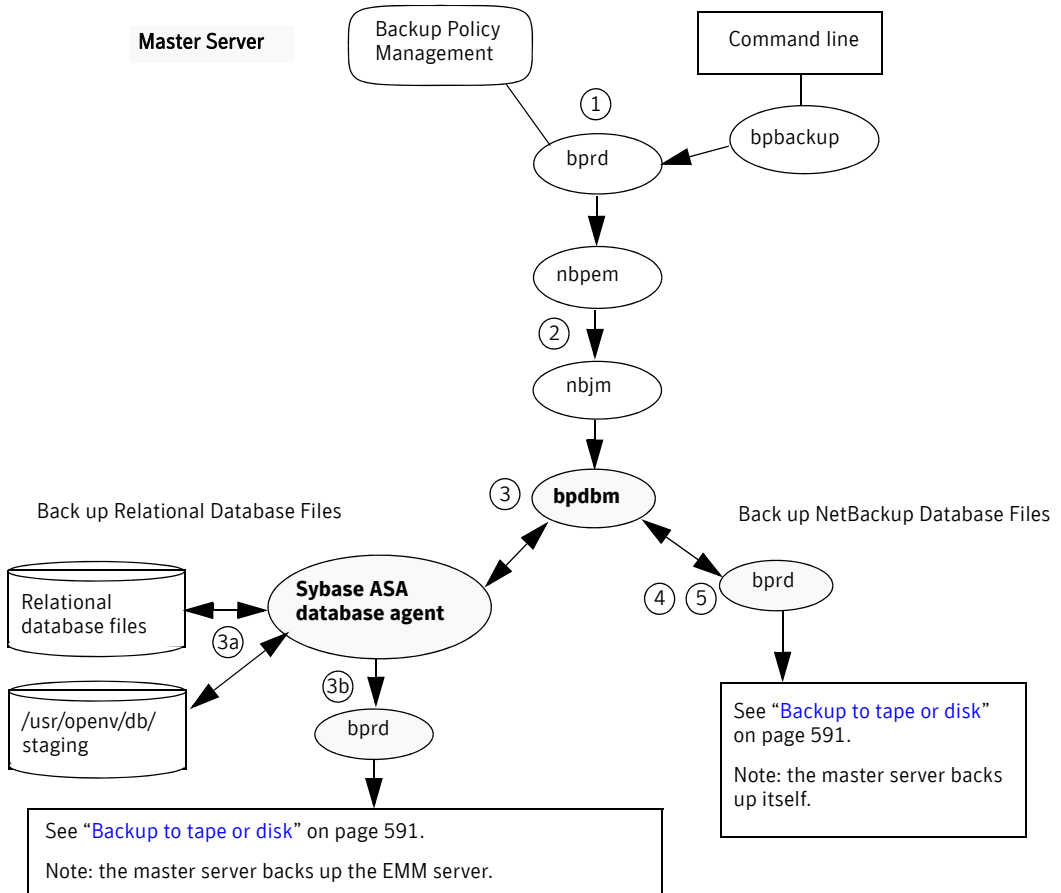 Master Server
Backup Policy
Management
Command line
1
bprd
bpbackup
nbpem
2
nbjm
3
bpdbm
Back up Relational Database Files
Back up NetBackup Database Files
Relational
database files
Sybase ASA
database agent
4
5
bprd
3a
/usr/openv/db/
staging
3b
bprd
See “Backup to tape or disk”
on page 591.
Note: the master server backs
up itself.
See “Backup to tape or disk” on page 591.
Note: the master server backs up the EMM server.